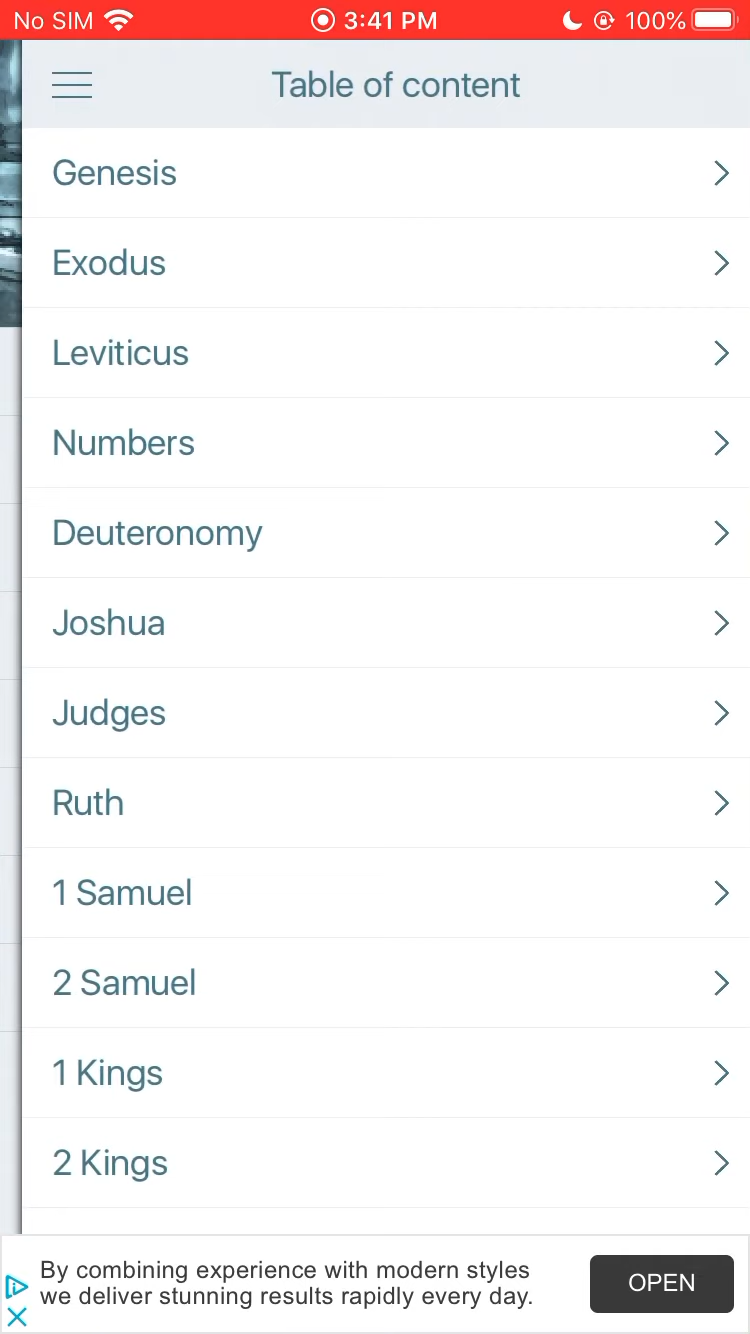 No SIM 3:41 PM 100%
Table of content
Genesis
Exodus
Leviticus
Numbers
Deuteronomy
Joshua
Judges
Ruth
1 Samuel
2 Samuel
1 Kings
2 Kings
By combining experience with modern styles
we deliver stunning results rapidly every day.
OPEN